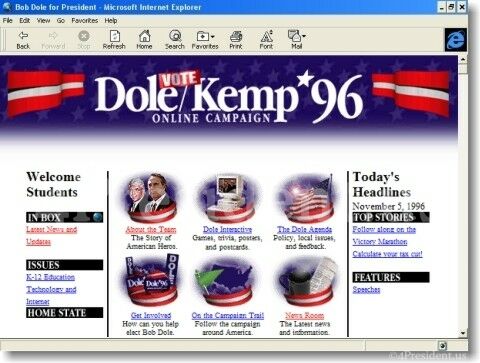 Bob Dole for President - Microsoft Internet Explorer
File Edit View Go Favorites Help
Back Forward Stop Refresh Home Search Favorites Print Font Mail
VOTE
Dole/Kemp '96
ONLINE CAMPAIGN
Welcome
Students
IN BOX
Latest News and
Updates
ISSUES
K-12 Education
Technology and
Internet
HOME STATE
About the Team
The Story of
American Heros.
Dole Interactive
Games, trivia, posters,
and postcards.
The Dole Agenda
Policy, local issues,
and feedback.
DOLE
Dole Kemp '96
Get Involved
How can you help
elect Bob Dole.
On the Campaign Trail
Follow the campaign
around America.
News Room
The Latest news
and information.
Today's
Headlines
November 5, 1996
TOP STORIES
Follow along on the
Victory Marathon
Calculate your tax cut!
FEATURES
Speeches
©4President.us